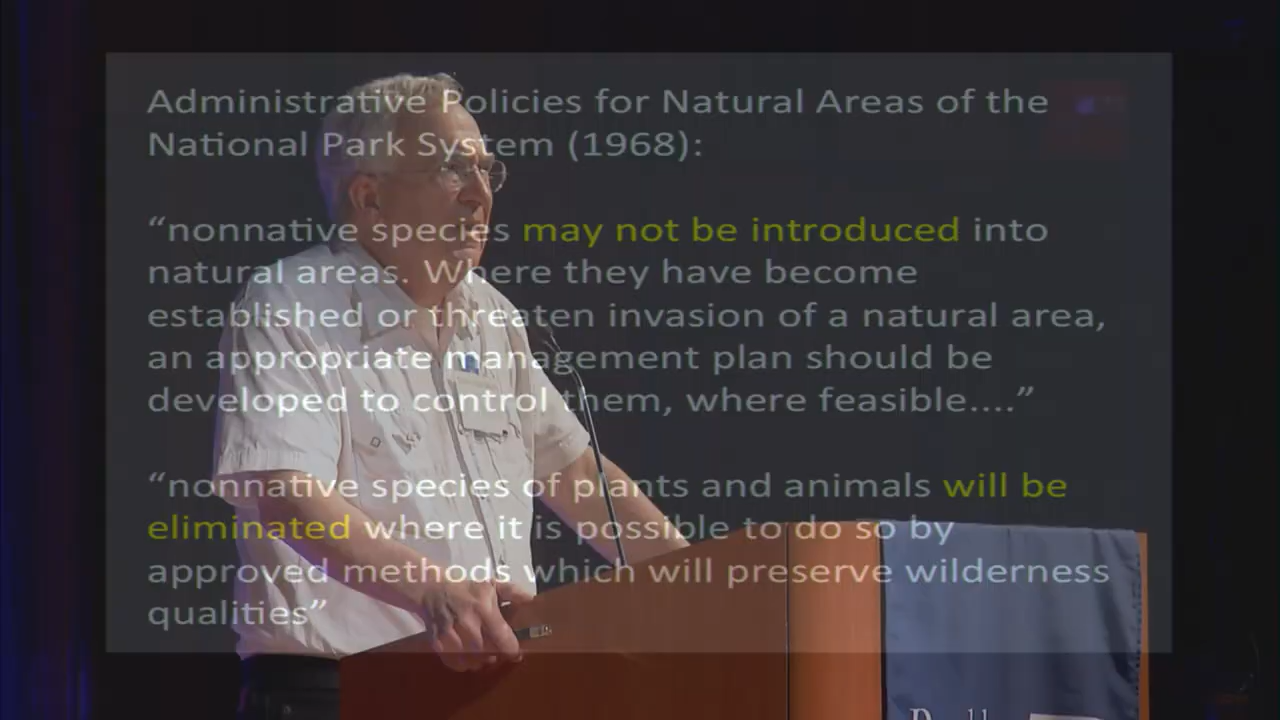 Administrative Policies for Natural Areas of the
National Park System (1968):
“nonnative species may not be introduced into
natural areas. Where they have become
established or threaten invasion of a natural area,
an appropriate management plan should be
developed to control them, where feasible....”
“nonnative species of plants and animals will be
eliminated where it is possible to do so by
approved methods which will preserve wilderness
qualities”